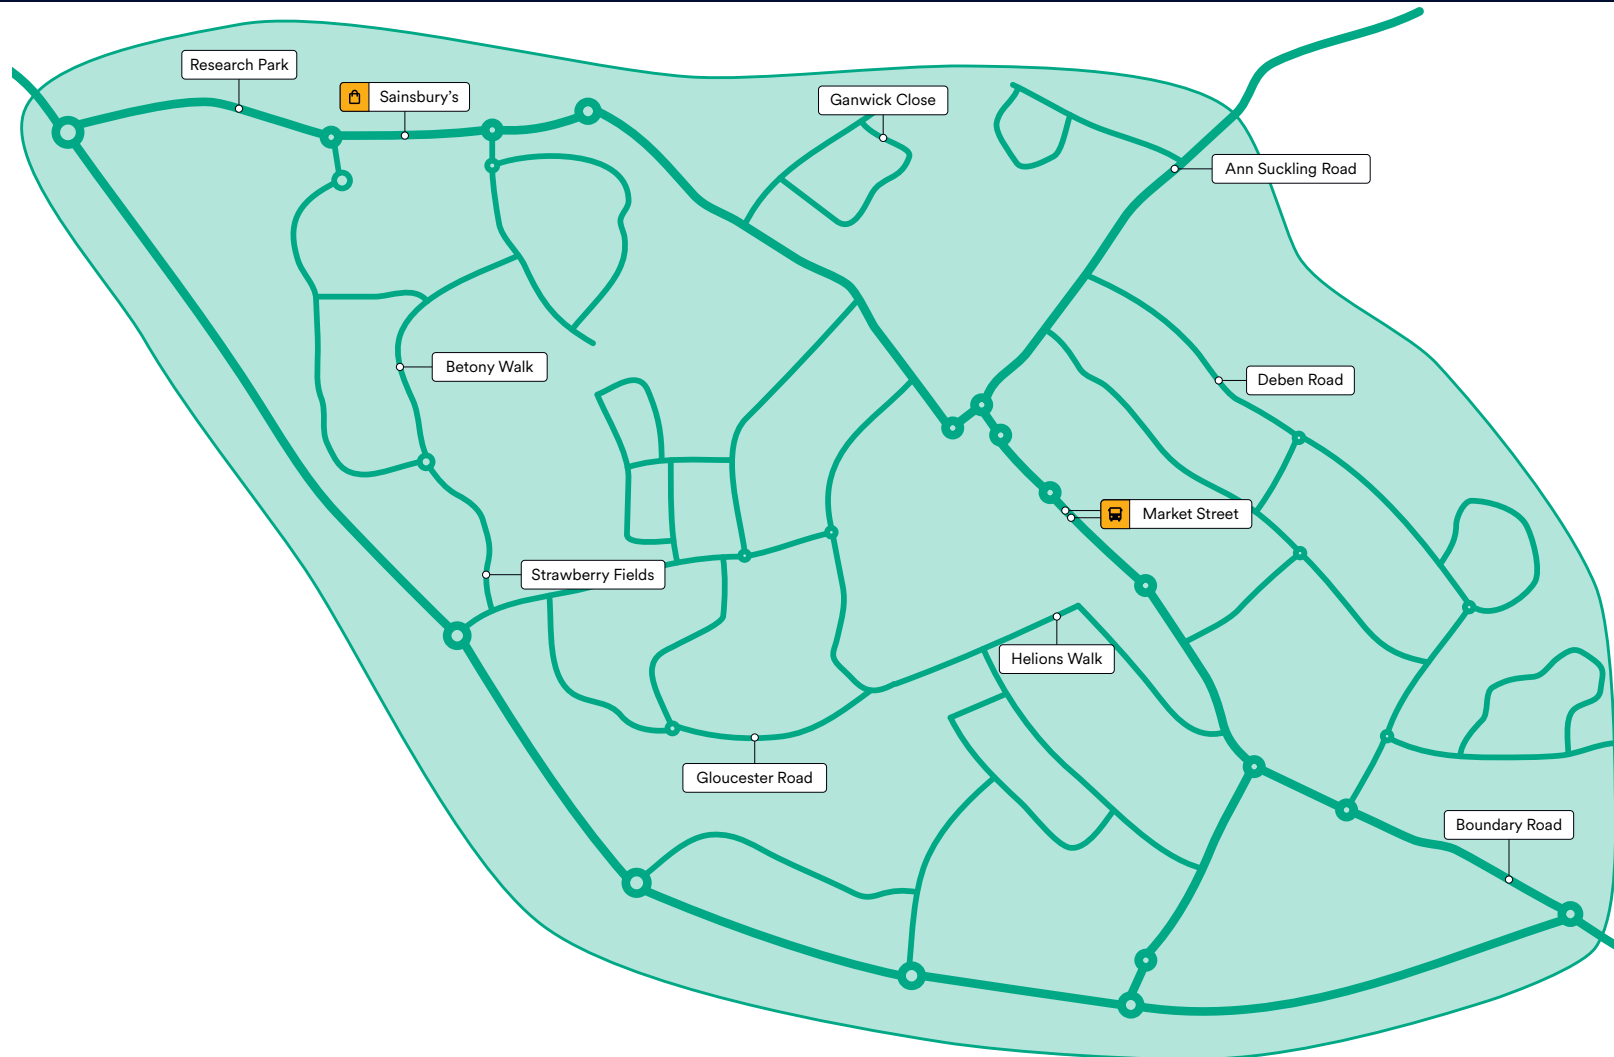 Research Park
Sainsbury's
Ganwick Close
Ann Suckling Road
Betony Walk
Deben Road
Market Street
Strawberry Fields
Helions Walk
Gloucester Road
Boundary Road